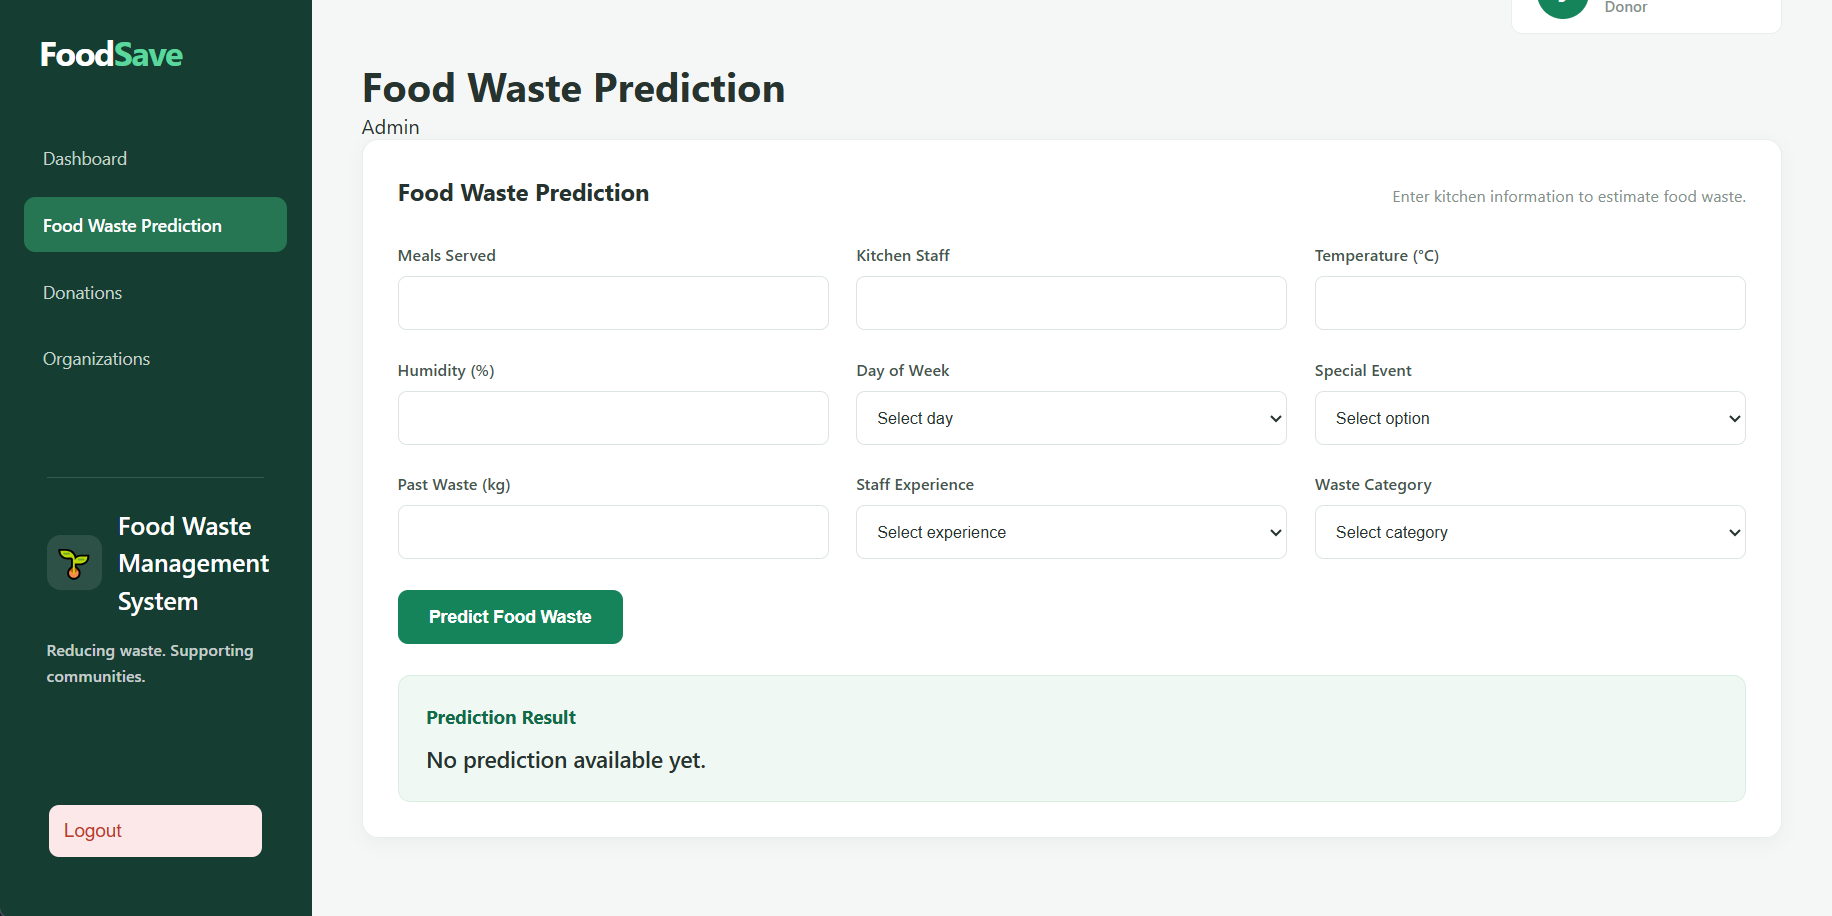 FoodSave
Dashboard
Food Waste Prediction
Donations
Organizations
Food Waste
Management
System
Reducing waste. Supporting
communities.
Logout
Donor
Food Waste Prediction
Admin
Food Waste Prediction
Enter kitchen information to estimate food waste.
Meals Served
Kitchen Staff
Temperature (°C)
Humidity (%)
Day of Week
Select day
Special Event
Select option
Past Waste (kg)
Staff Experience
Select experience
Waste Category
Select category
Predict Food Waste
Prediction Result
No prediction available yet.